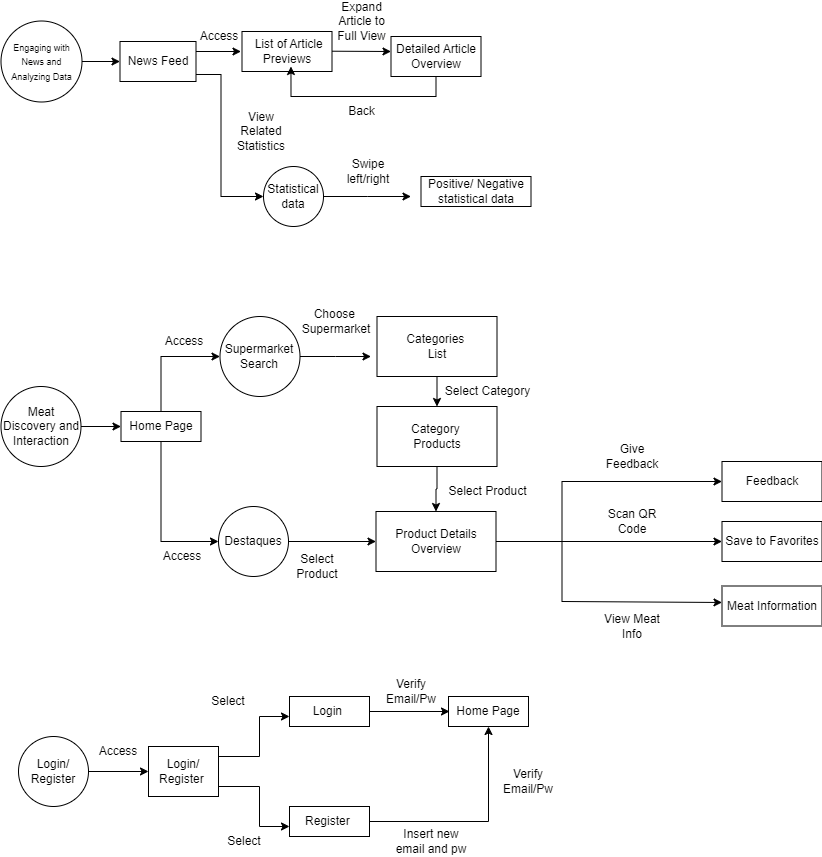 Expand
Article to
Full View
Access
Engaging with
News and
Analyzing Data
News Feed
List of Article
Previews
Detailed Article
Overview
Back
View
Related
Statistics
Swipe
left/right
Statistical
data
Positive/ Negative
statistical data
Choose
Supermarket
Access
Supermarket
Search
Categories
List
Select Category
Meat
Discovery and
Interaction
Home Page
Category
Products
Give
Feedback
Feedback
Select Product
Scan QR
Code
Access
Destaques
Select
Product
Product Details
Overview
Save to Favorites
Meat Information
View Meat
Info
Verify
Email/Pw
Select
Login
Home Page
Access
Login/
Register
Login/
Register
Verify
Email/Pw
Select
Register
Insert new
email and pw